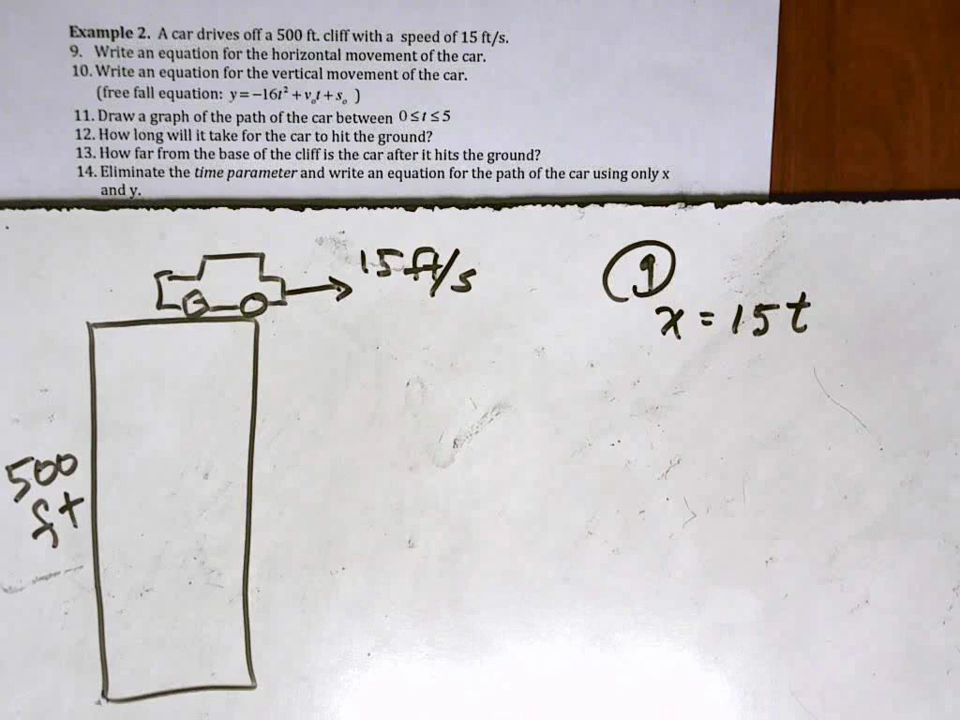 Example 2. A car drives off a 500 ft. cliff with a speed of 15 ft/s.
9. Write an equation for the horizontal movement of the car.
10. Write an equation for the vertical movement of the car.
(free fall equation: y=−16t²+v₀t+s₀ )
11. Draw a graph of the path of the car between 0≤t≤5
12. How long will it take for the car to hit the ground?
13. How far from the base of the cliff is the car after it hits the ground?
14. Eliminate the time parameter and write an equation for the path of the car using only x
and y.
15 ft/s
9
x = 15t
500
ft